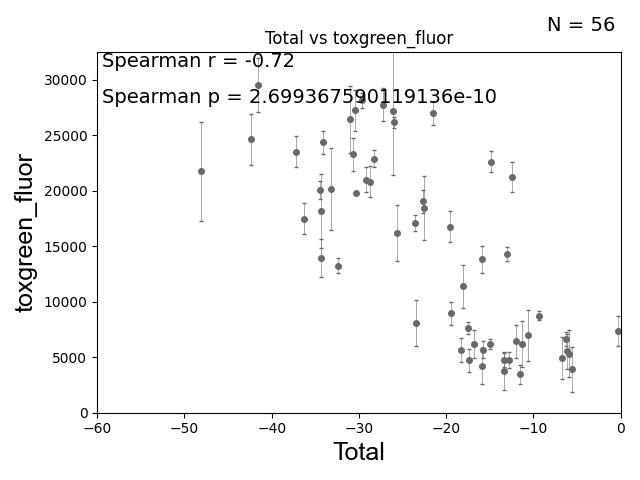 N = 56
Total vs toxgreen_fluor
Spearman r = -0.72
Spearman p = 2.699367590119136e-10
30000
25000
20000
15000
10000
5000
0
toxgreen_fluor
−60 −50 −40 −30 −20 −10 0
Total